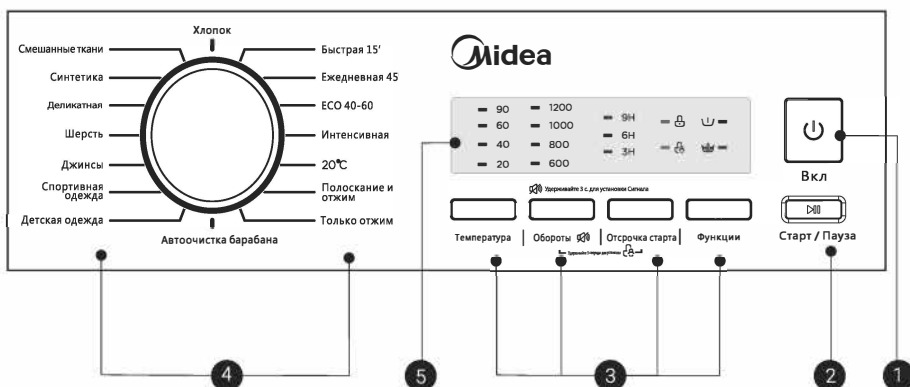 Хлопок
Смешанные ткани
Синтетика
Деликатная
Шерсть
Джинсы
Спортивная
одежда
Детская одежда
Автоочистка барабана
Быстрая 15'
Ежедневная 45
ECO 40-60
Интенсивная
20℃
Полоскание и
отжим
Только отжим
Midea
90 1200
60 1000 9H
40 800 6H
20 600 3H
Удерживайте 3 с. для установки Сигнала
Температура
Обороты
Отсрочка старта
Функции
Вкл
Старт / Пауза
4
5
3
2
1